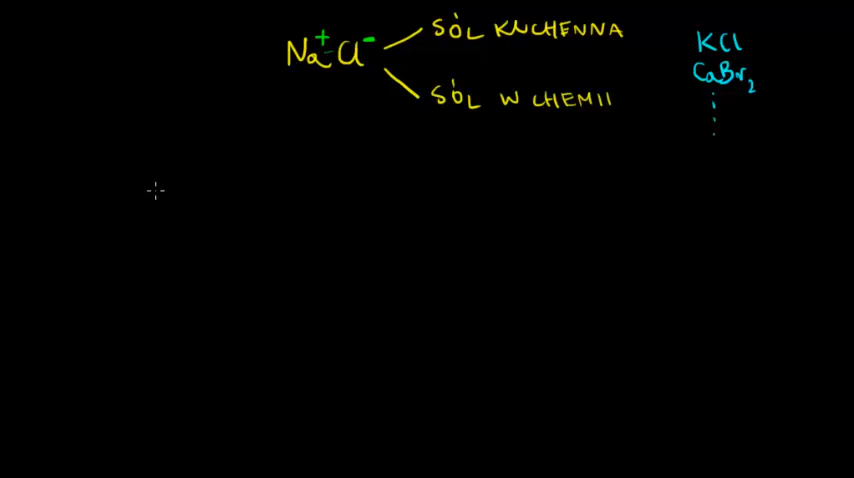 Na⁺Cl⁻
SÓL KUCHENNA
SÓL W CHEMII
KCl
CaBr₂